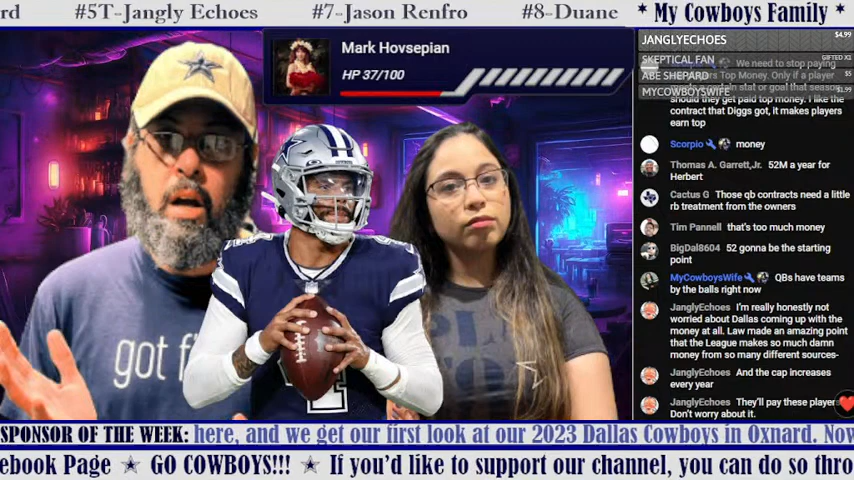 rd #5T-Jangly Echoes #7-Jason Renfro #8-Duane
* My Cowboys Family *
Mark Hovsepian
HP 37/100
got f
JANGLYECHOES $4.99
SKEPTICAL FAN GIFTED X1
ABE SHEPARD $5
MYCOWBOYSWIFE $1.99
We need to stop paying
Top Money. Only if a player
stat or goal that season
should they get paid top money. I like the
contract that Diggs got, it makes players
earn top
Scorpio money
Thomas A. Garrett,Jr. 52M a year for
Herbert
Cactus G Those qb contracts need a little
rb treatment from the owners
Tim Pannell that's too much money
BigDal8604 52 gonna be the starting
point
MyCowboysWife QBs have teams
by the balls right now
JanglyEchoes I'm really honestly not
worried about Dallas coming up with the
money at all. Law made an amazing point
that the League makes so much damn
money from so many different sources-
JanglyEchoes And the cap increases
every year
JanglyEchoes They'll pay these player
Don't worry about it.
SPONSOR OF THE WEEK: here, and we get our first look at our 2023 Dallas Cowboys in Oxnard. Now
ebook Page ★ GO COWBOYS!!! ★ If you'd like to support our channel, you can do so thro